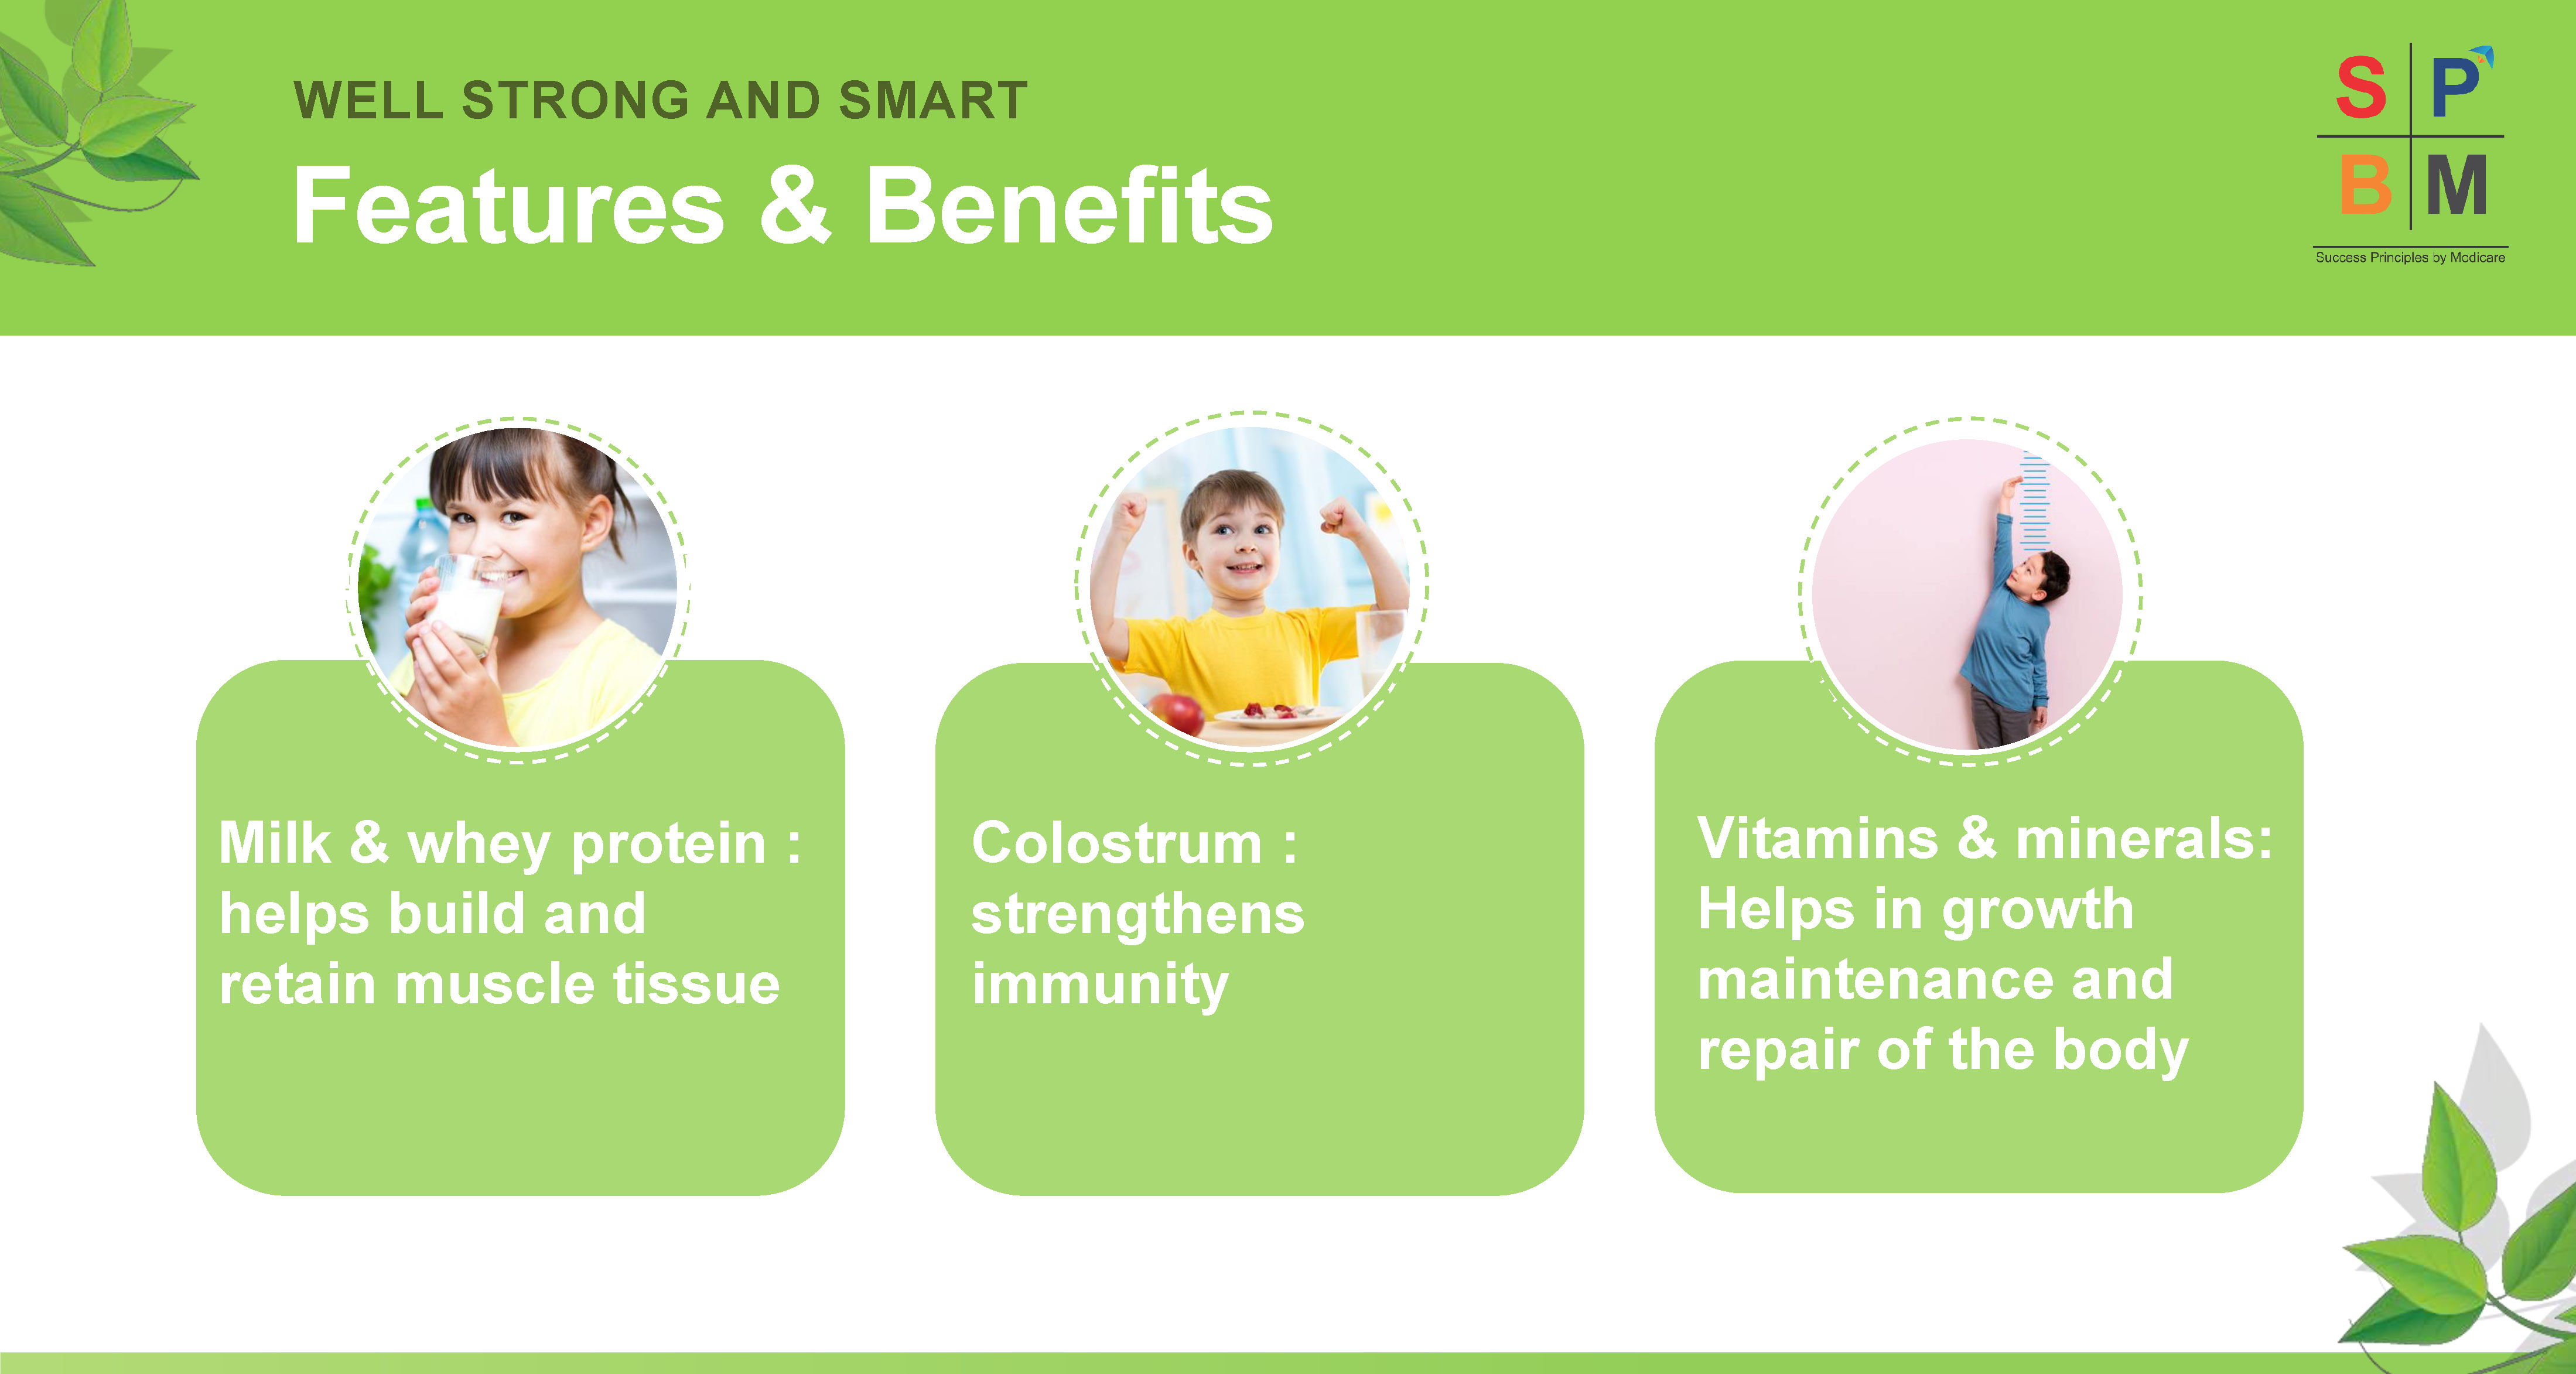 WELL STRONG AND SMART
Features & Benefits
S P
B M
Success Principles by Modicare
Milk & whey protein :
helps build and
retain muscle tissue
Colostrum :
strengthens
immunity
Vitamins & minerals:
Helps in growth
maintenance and
repair of the body